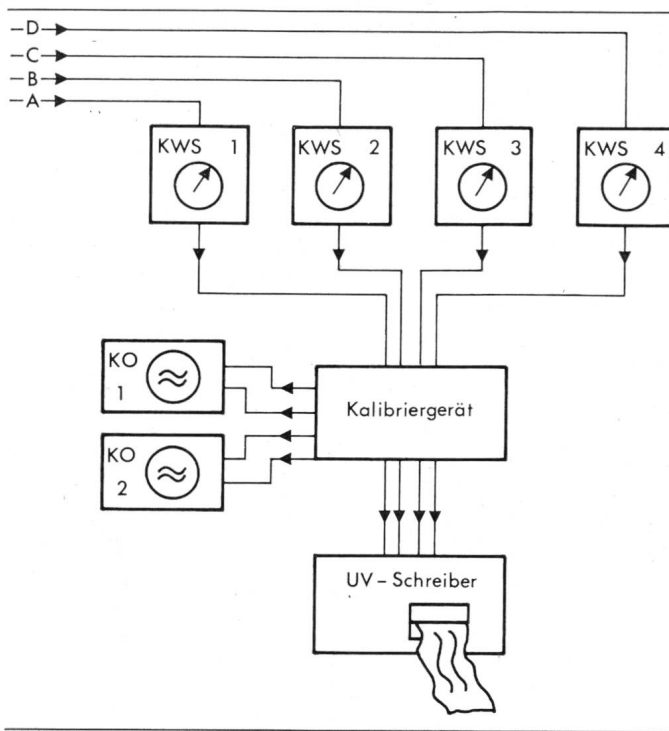 D
C
B
A
KWS 1
KWS 2
KWS 3
KWS 4
KO 1
Kalibriergerät
KO 2
UV – Schreiber